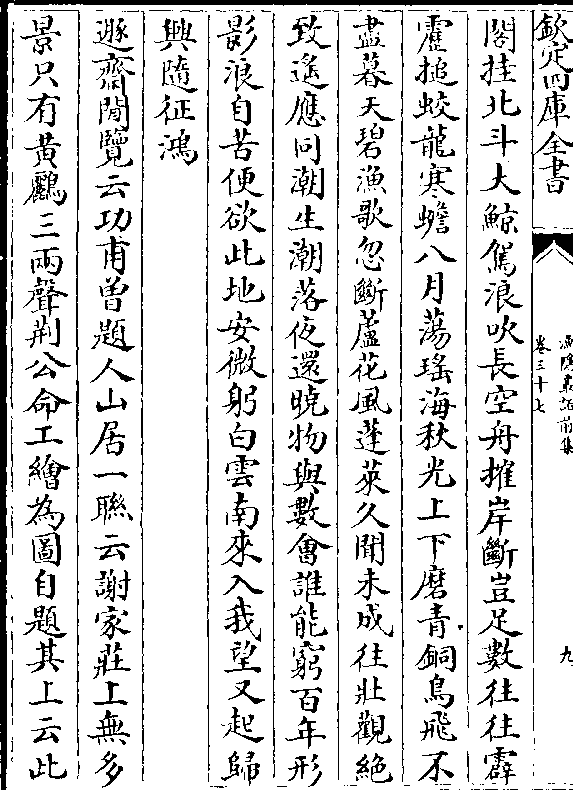 欽定四庫全書
漁隠叢話前集
卷三十七
九
閣挂北斗大鯨駕浪吹長空舟摧岸斷豈足數往往霹
靂搥蛟龍寒蟾八月蕩瑤海秋光上下磨青銅鳥飛不
盡暮天碧漁歌忽斷蘆花風蓬萊久聞未成往壯觀絶
致遙應同潮生潮落夜還曉物與數㑹誰能窮百年形
影浪自苦便欲此地安微躬白雲南來入我望又起歸
興隨征鴻
遯齋閒覽云功甫曽題人山居一聯云謝家莊上無多
景只有黄鸝三兩聲荆公命工繪為圖自題其上云此